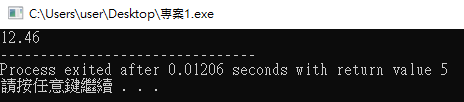 C:\Users\user\Desktop\專案1.exe
12.46
--------------------------------
Process exited after 0.01206 seconds with return value 5
請按任意鍵繼續 . . .